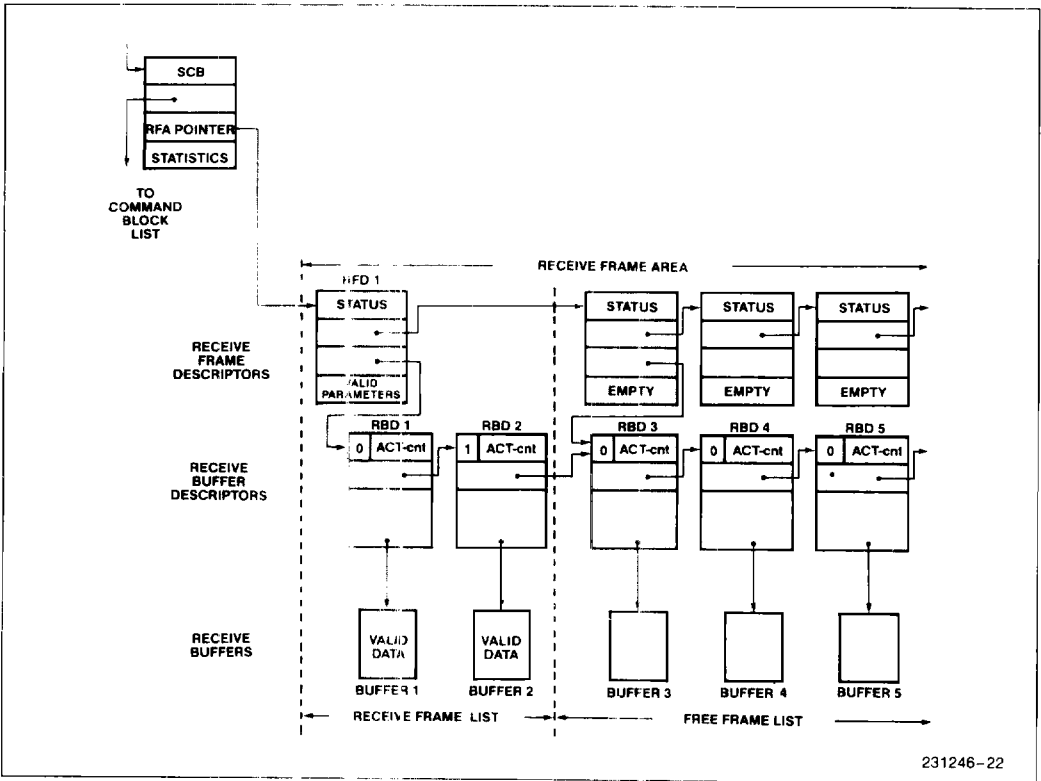 SCB
RFA POINTER
STATISTICS
TO
COMMAND
BLOCK
LIST
RECEIVE FRAME AREA
RFD 1
STATUS
STATUS
STATUS
STATUS
RECEIVE
FRAME
DESCRIPTORS
VALID
PARAMETERS
EMPTY
EMPTY
EMPTY
RBD 1
RBD 2
RBD 3
RBD 4
RBD 5
0 ACT-cnt
1 ACT-cnt
0 ACT-cnt
0 ACT-cnt
0 ACT-cnt
RECEIVE
BUFFER
DESCRIPTORS
RECEIVE
BUFFERS
VALID
DATA
VALID
DATA
BUFFER 1
BUFFER 2
BUFFER 3
BUFFER 4
BUFFER 5
RECEIVE FRAME LIST
FREE FRAME LIST
231246-22